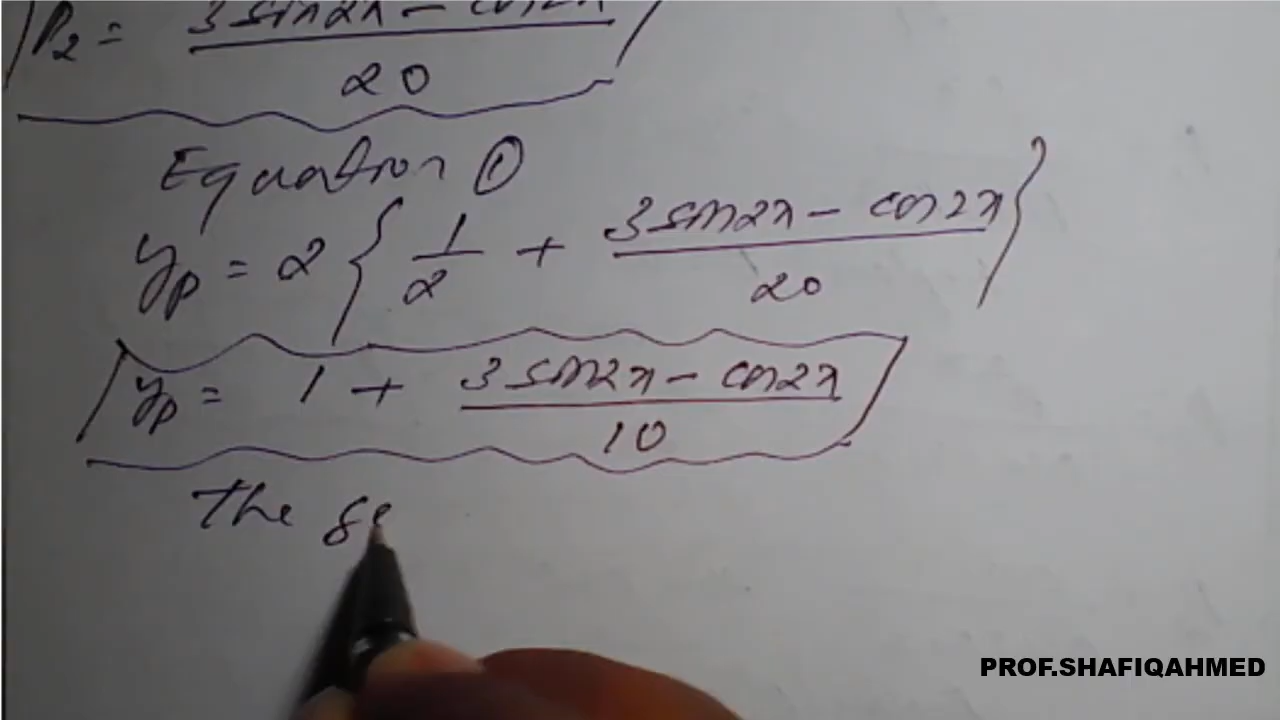 P₂ = 3 sin2x - cos2x / 20
Equation ①
yₚ = 2 { 1/2 + 3 sin2x - cos2x / 20 }
yₚ = 1 + 3 sin2x - cos2x / 10
The ge
PROF.SHAFIQAHMED